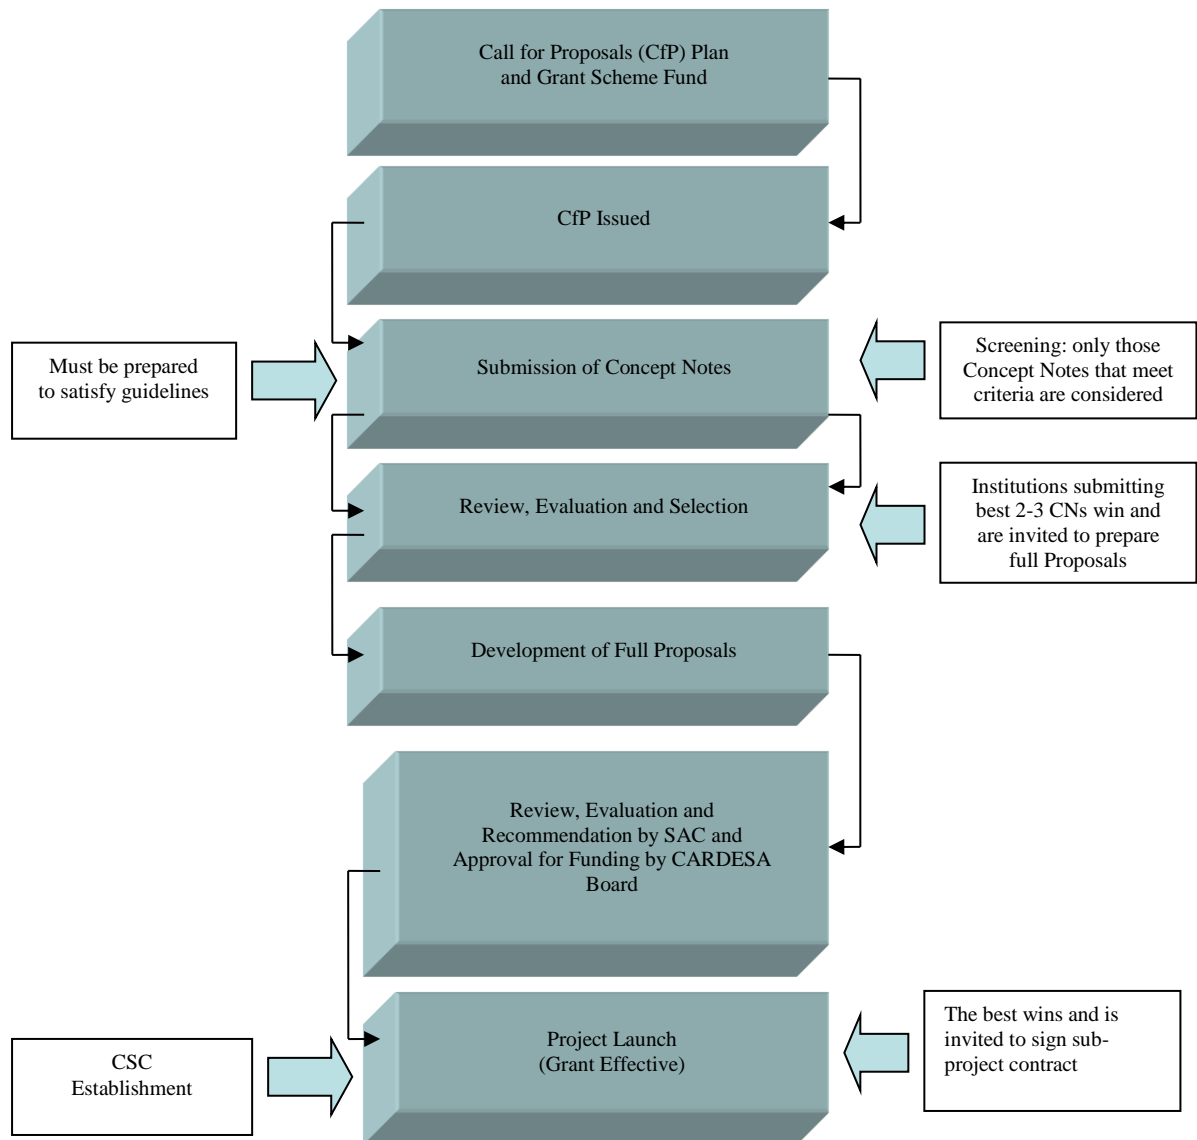 Call for Proposals (CfP) Plan
and Grant Scheme Fund
CfP Issued
Must be prepared
to satisfy guidelines
Submission of Concept Notes
Screening: only those
Concept Notes that meet
criteria are considered
Review, Evaluation and Selection
Institutions submitting
best 2-3 CNs win and
are invited to prepare
full Proposals
Development of Full Proposals
Review, Evaluation and
Recommendation by SAC and
Approval for Funding by CARDESA
Board
CSC
Establishment
Project Launch
(Grant Effective)
The best wins and is
invited to sign sub-
project contract